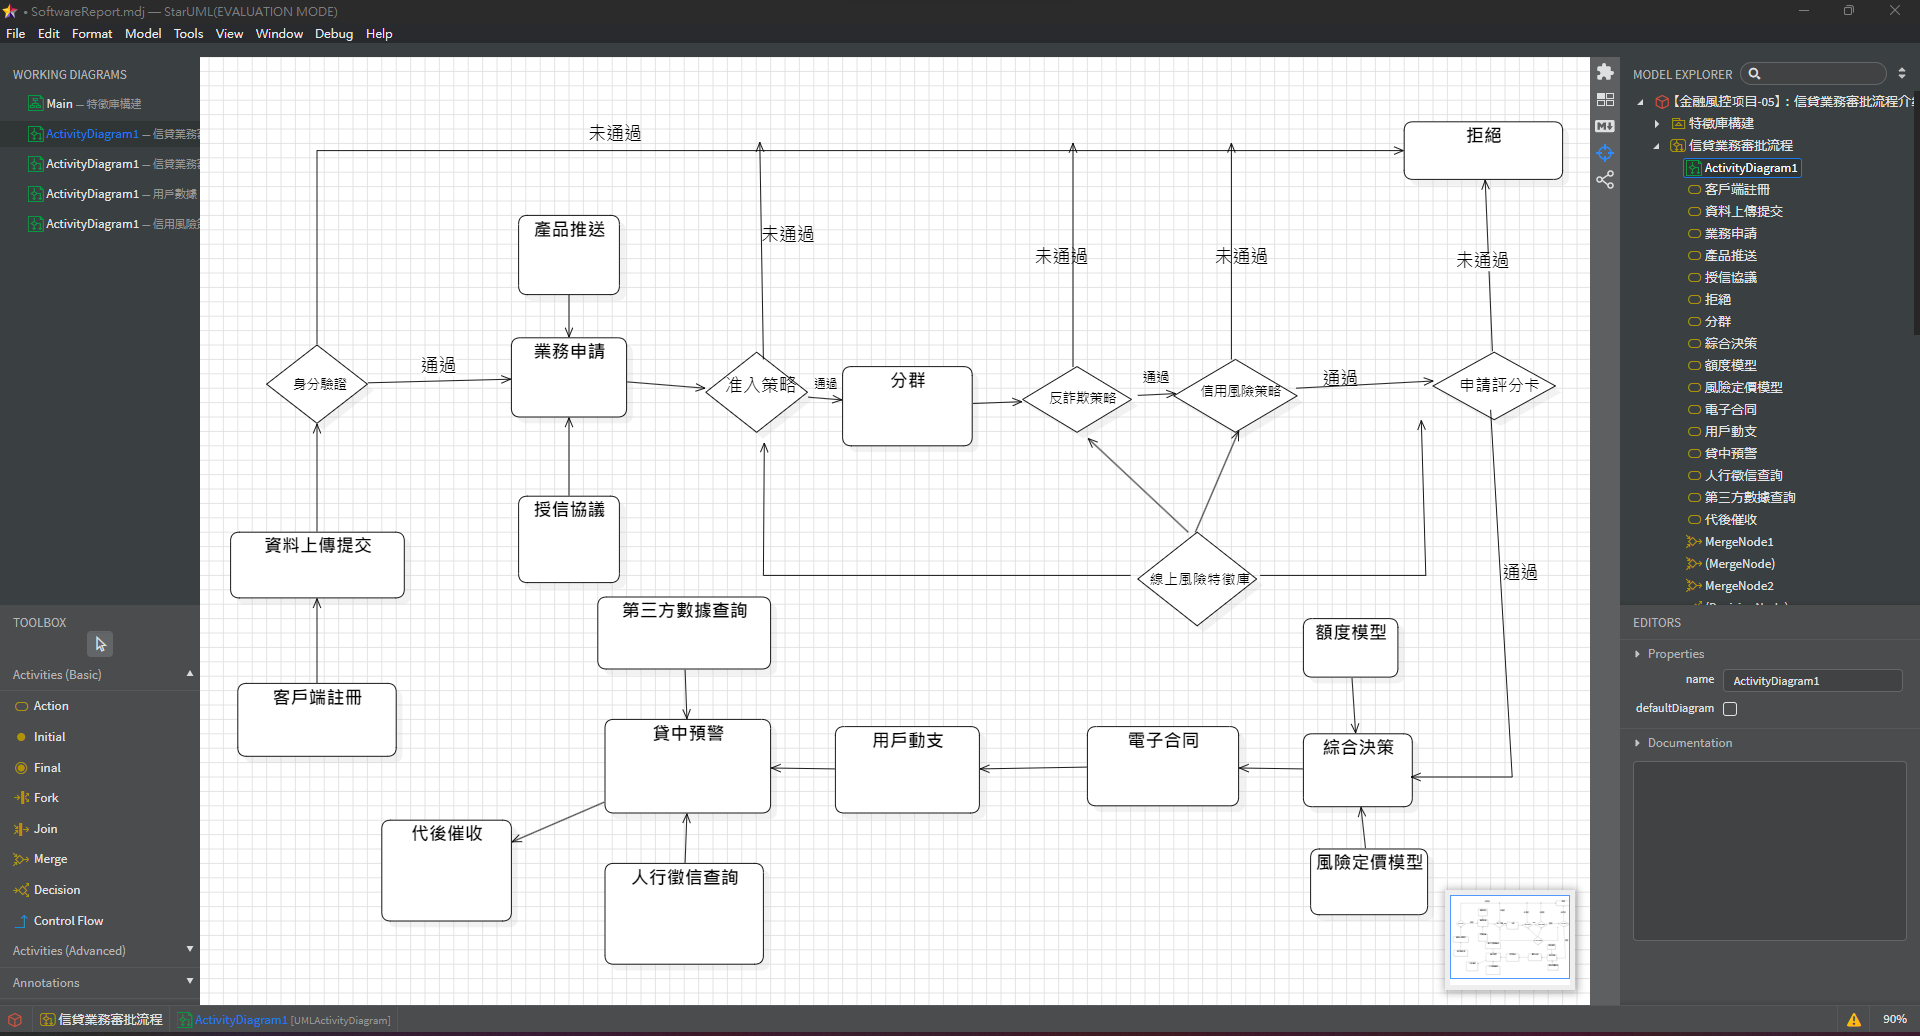 • SoftwareReport.mdj — StarUML(EVALUATION MODE)
File Edit Format Model Tools View Window Debug Help
WORKING DIAGRAMS
Main — 特徵庫構建
ActivityDiagram1 — 信貸業務
ActivityDiagram1 — 信貸業務
ActivityDiagram1 — 用戶數據
ActivityDiagram1 — 信用風險
TOOLBOX
Activities (Basic)
Action
Initial
Final
Fork
Join
Merge
Decision
Control Flow
Activities (Advanced)
Annotations
未通過
拒絕
產品推送
未通過
未通過
未通過
未通過
業務申請
通過
身分驗證
准入策略
通過
分群
反詐欺策略
通過
信用風險策略
通過
申請評分卡
授信協議
資料上傳提交
線上風險特徵庫
通過
第三方數據查詢
額度模型
客戶端註冊
貸中預警
用戶動支
電子合同
綜合決策
代後催收
人行徵信查詢
風險定價模型
MODEL EXPLORER
【金融風控项目-05】: 信貸業務審批流程介
特徵庫構建
信貸業務審批流程
ActivityDiagram1
客戶端註冊
資料上傳提交
業務申請
產品推送
授信協議
拒絕
分群
綜合決策
額度模型
風險定價模型
電子合同
用戶動支
貸中預警
人行徵信查詢
第三方數據查詢
代後催收
MergeNode1
(MergeNode)
MergeNode2
EDITORS
Properties
name ActivityDiagram1
defaultDiagram
Documentation
信貸業務審批流程 ActivityDiagram1 [UMLActivityDiagram]
90%